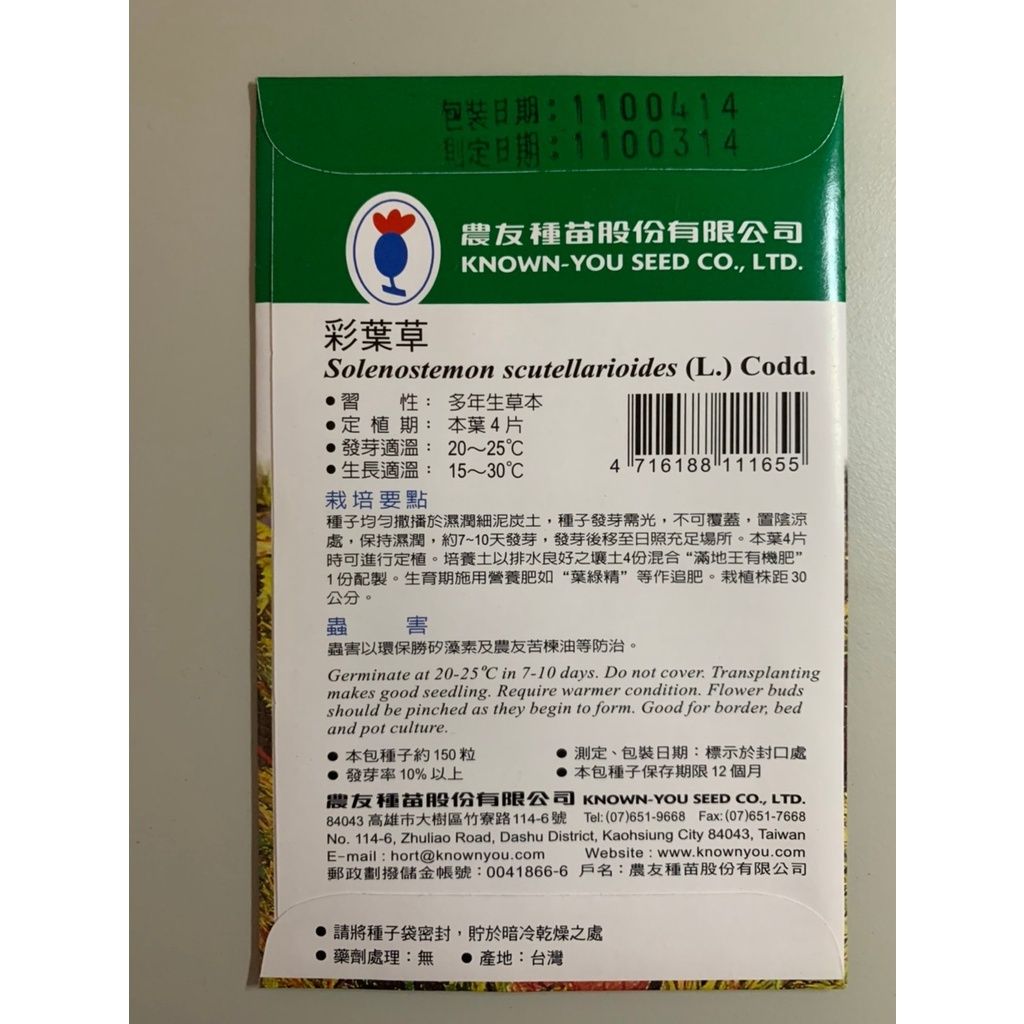 包裝日期：1100414
測定日期：1100314
農友種苗股份有限公司
KNOWN-YOU SEED CO., LTD.
彩葉草
Solenostemon scutellarioides (L.) Codd.
● 習　性： 多年生草本
● 定 植 期： 本葉 4 片
● 發芽適溫： 20～25℃
● 生長適溫： 15～30℃
4 716188 111655
栽培要點
種子均勻撒播於濕潤細泥炭土，種子發芽需光，不可覆蓋，置陰涼
處，保持濕潤，約7~10天發芽，發芽後移至日照充足場所。本葉4片
時可進行定植。培養土以排水良好之壤土4份混合“滿地王有機肥”
1份配製。生育期施用營養肥如“葉綠精”等作追肥。栽植株距30
公分。
蟲　害
蟲害以環保勝矽藻素及農友苦楝油等防治。
Germinate at 20-25℃ in 7-10 days. Do not cover. Transplanting
makes good seedling. Require warmer condition. Flower buds
should be pinched as they begin to form. Good for border, bed
and pot culture.
● 本包種子約 150 粒　● 測定、包裝日期：標示於封口處
● 發芽率 10% 以上　● 本包種子保存期限 12 個月
農友種苗股份有限公司 KNOWN-YOU SEED CO., LTD.
84043 高雄市大樹區竹寮路114-6號　Tel: (07)651-9668　Fax: (07)651-7668
No. 114-6, Zhuliao Road, Dashu District, Kaohsiung City 84043, Taiwan
E-mail : hort@knownyou.com　Website : www.knownyou.com
郵政劃撥儲金帳號：0041866-6 戶名：農友種苗股份有限公司
● 請將種子袋密封，貯於暗冷乾燥之處
● 藥劑處理：無　● 產地：台灣